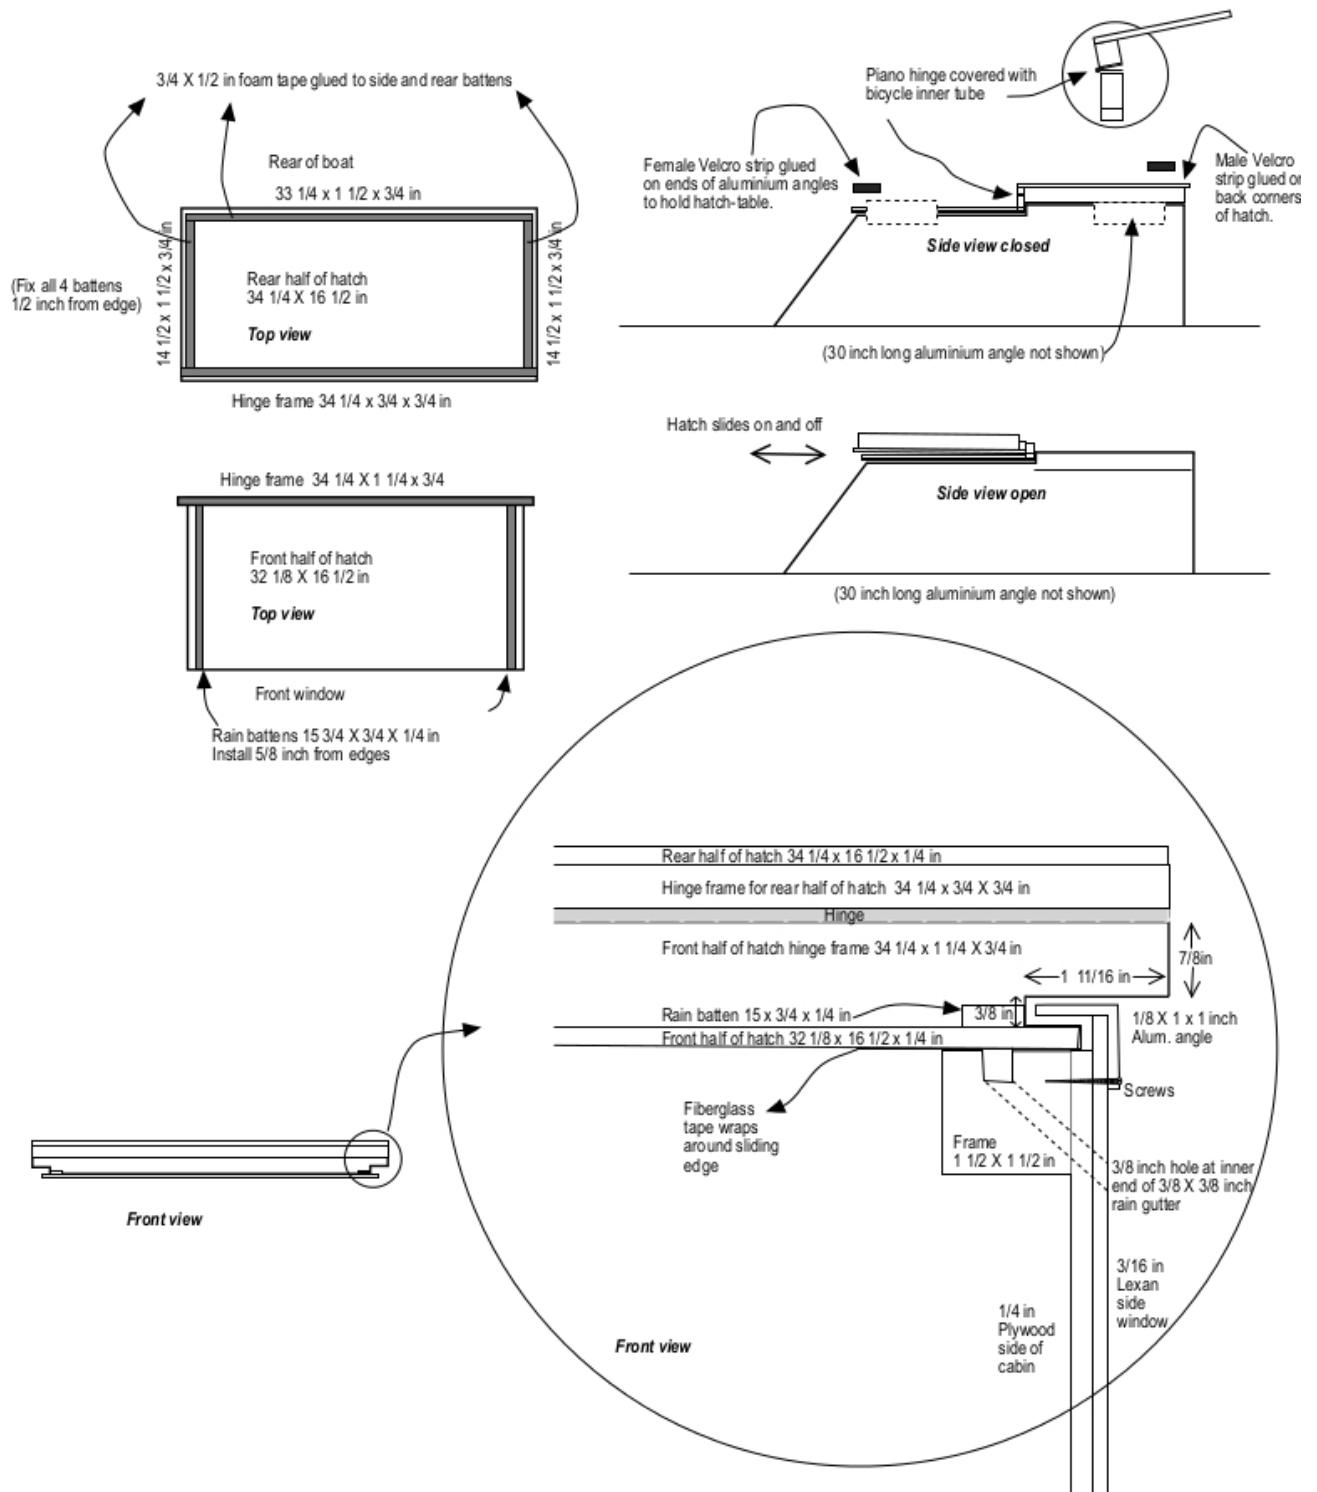 3/4 X 1/2 in foam tape glued to side and rear battens
Rear of boat
33 1/4 x 1 1/2 x 3/4 in
(Fix all 4 battens
1/2 inch from edge)
14 1/2 x 1 1/2 x 3/4 in
Rear half of hatch
34 1/4 X 16 1/2 in
Top view
14 1/2 x 1 1/2 x 3/4 in
Hinge frame 34 1/4 x 3/4 x 3/4 in
Hinge frame 34 1/4 X 1 1/4 x 3/4
Front half of hatch
32 1/8 X 16 1/2 in
Top view
Front window
Rain battens 15 3/4 X 3/4 X 1/4 in
Install 5/8 inch from edges
Piano hinge covered with
bicycle inner tube
Female Velcro strip glued
on ends of aluminium angles
to hold hatch-table.
Male Velcro
strip glued or
back corners
of hatch.
Side view closed
(30 inch long aluminium angle not shown)
Hatch slides on and off
Side view open
(30 inch long aluminium angle not shown)
Rear half of hatch 34 1/4 x 16 1/2 x 1/4 in
Hinge frame for rear half of hatch 34 1/4 x 3/4 X 3/4 in
Hinge
Front half of hatch hinge frame 34 1/4 x 1 1/4 X 3/4 in
7/8in
1 11/16 in
Rain batten 15 x 3/4 x 1/4 in
3/8 in
1/8 X 1 x 1 inch
Alum. angle
Front half of hatch 32 1/8 x 16 1/2 x 1/4 in
Screws
Fiberglass
tape wraps
around sliding
edge
Frame
1 1/2 X 1 1/2 in
3/8 inch hole at inner
end of 3/8 X 3/8 inch
rain gutter
3/16 in
Lexan
side
window
1/4 in
Plywood
side of
cabin
Front view
Front view